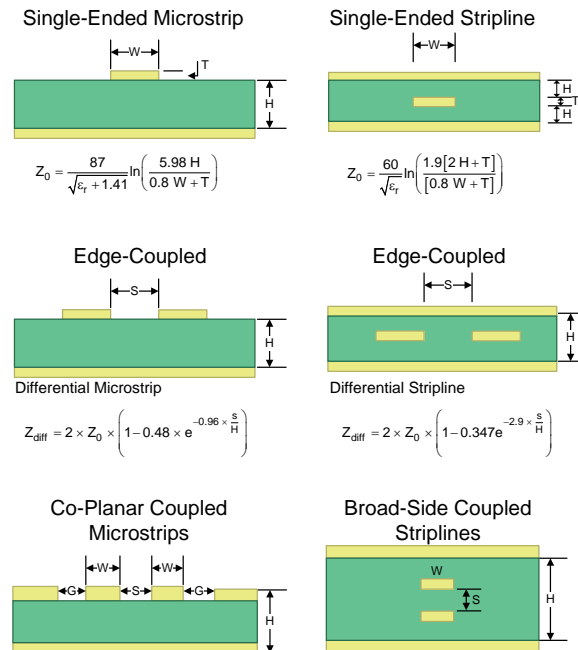 Single-Ended Microstrip
W
T
H
Z0 = 87 / √(εr + 1.41) ln(5.98 H / (0.8 W + T))
Single-Ended Stripline
W
H
T
H
Z0 = 60 / √εr ln(1.9[2 H + T] / [0.8 W + T])
Edge-Coupled
S
H
Differential Microstrip
Zdiff = 2 × Z0 × (1 − 0.48 × e^(−0.96 × s/H))
Edge-Coupled
S
H
Differential Stripline
Zdiff = 2 × Z0 × (1 − 0.347e^(−2.9 × s/H))
Co-Planar Coupled
Microstrips
W
W
G
S
G
H
Broad-Side Coupled
Striplines
W
S
H